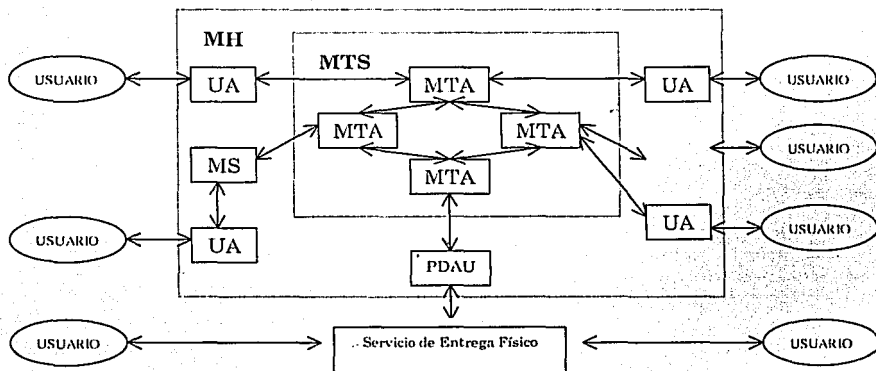 MH
MTS
USUARIO
UA
MTA
UA
USUARIO
MTA
MTA
USUARIO
MS
MTA
USUARIO
UA
UA
USUARIO
PDAU
USUARIO
Servicio de Entrega Físico
USUARIO